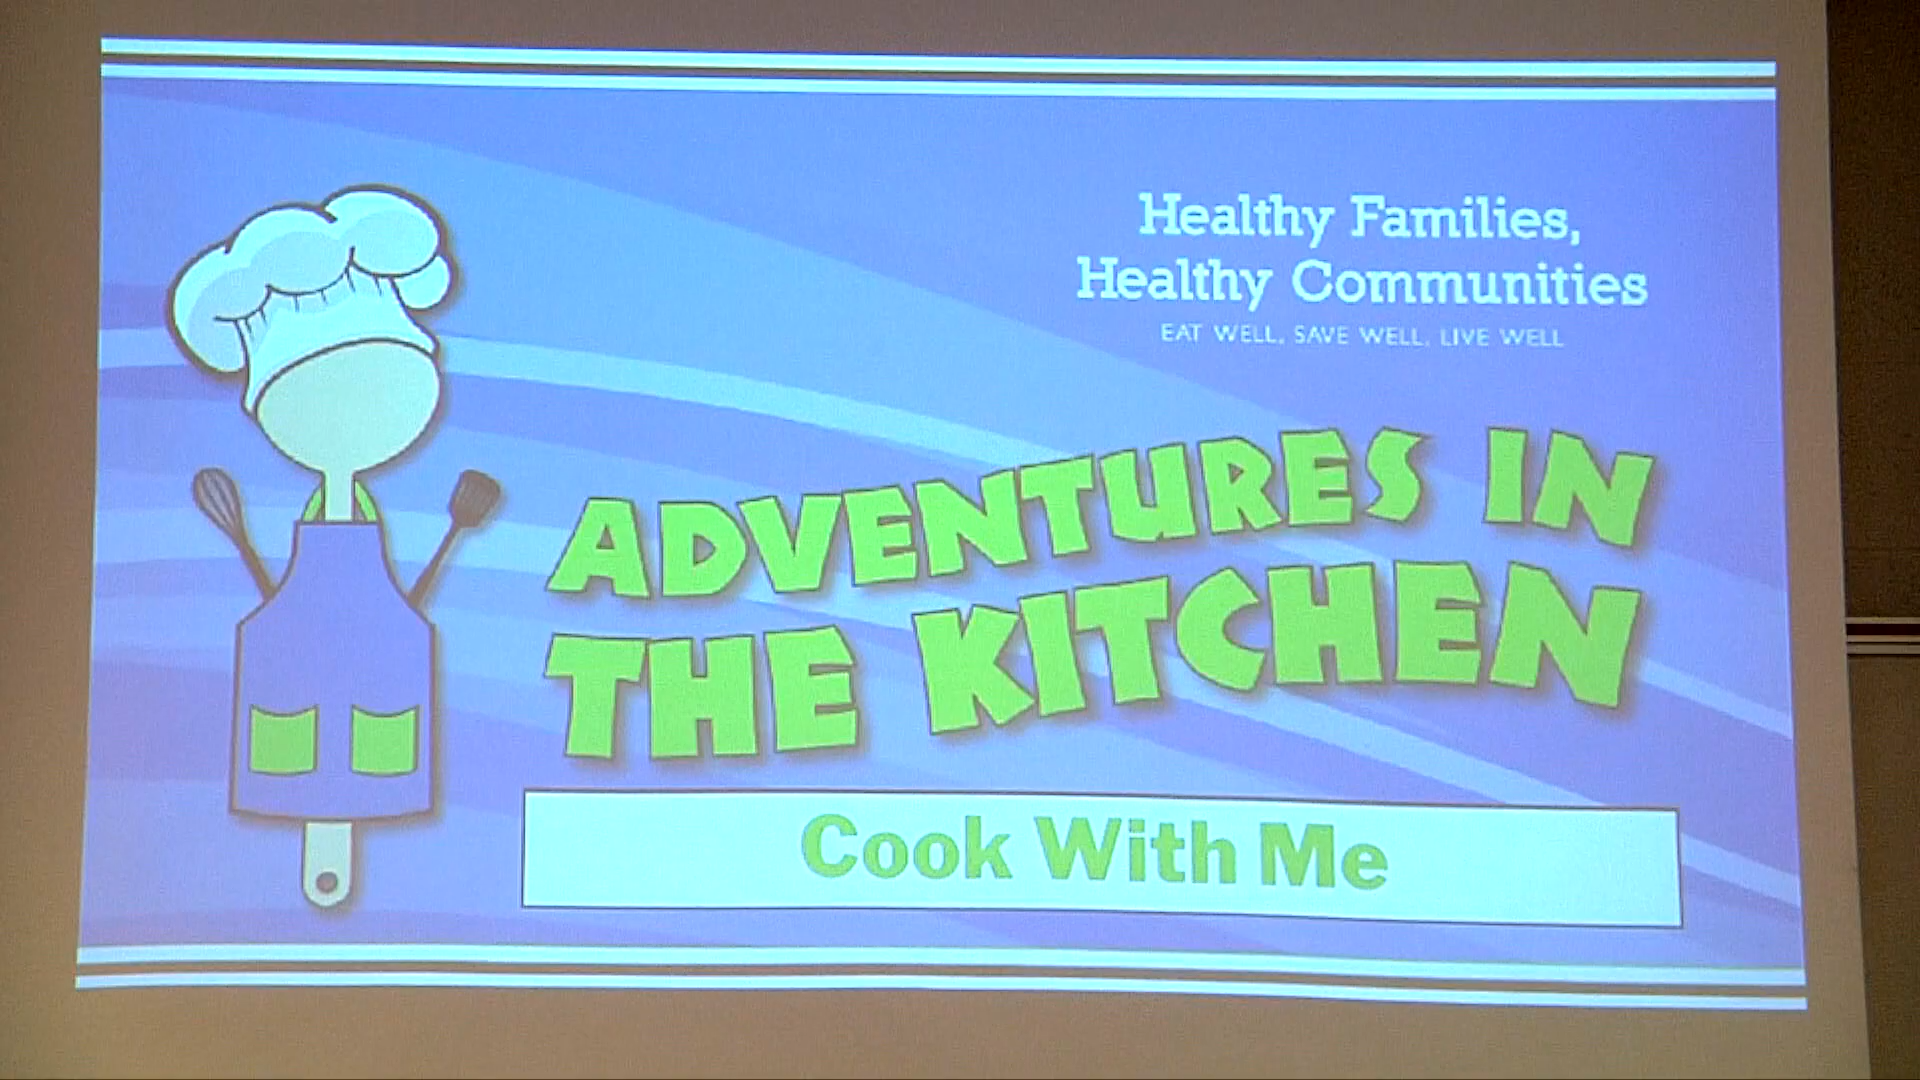 Healthy Families,
Healthy Communities
EAT WELL, SAVE WELL, LIVE WELL
ADVENTURES IN
THE KITCHEN
Cook With Me